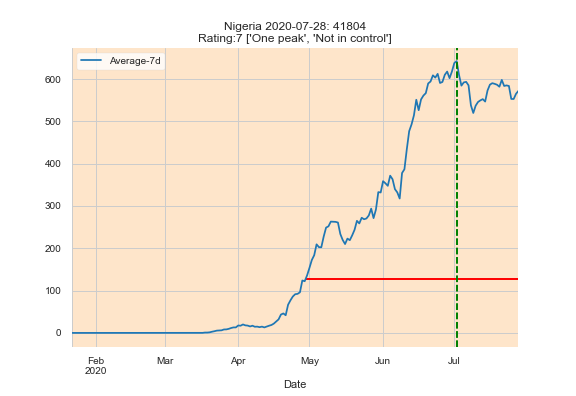 Nigeria 2020-07-28: 41804
Rating:7 ['One peak', 'Not in control']
Average-7d
600
500
400
300
200
100
0
Feb Mar Apr May Jun Jul
2020
Date